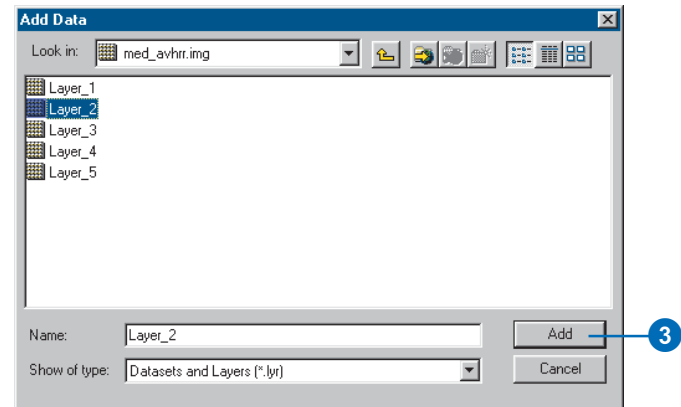 Add Data
Look in: med_avhrr.img
Layer_1
Layer_2
Layer_3
Layer_4
Layer_5
Name: Layer_2 Add 3
Show of type: Datasets and Layers (*.lyr) Cancel